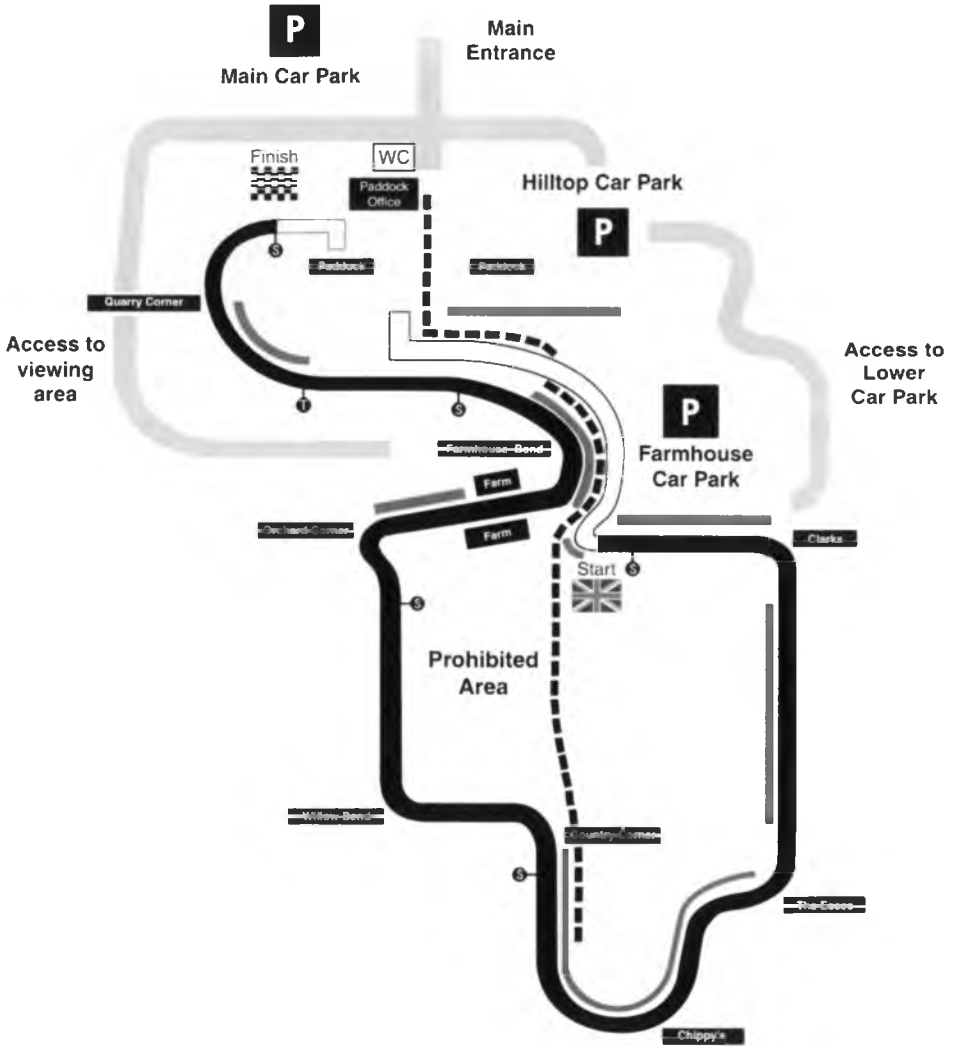 P
Main Car Park
Main
Entrance
Finish
WC
Paddock
Office
Hilltop Car Park
P
S
Paddock
Paddock
Quarry Corner
Access to
viewing
area
Access to
Lower
Car Park
T
S
P
Farmhouse
Car Park
Farmhouse Bend
Farm
Orchard Corner
Farm
Clarks
Start
S
S
Prohibited
Area
Willow Bend
Country Corner
S
The Esses
Chippy's